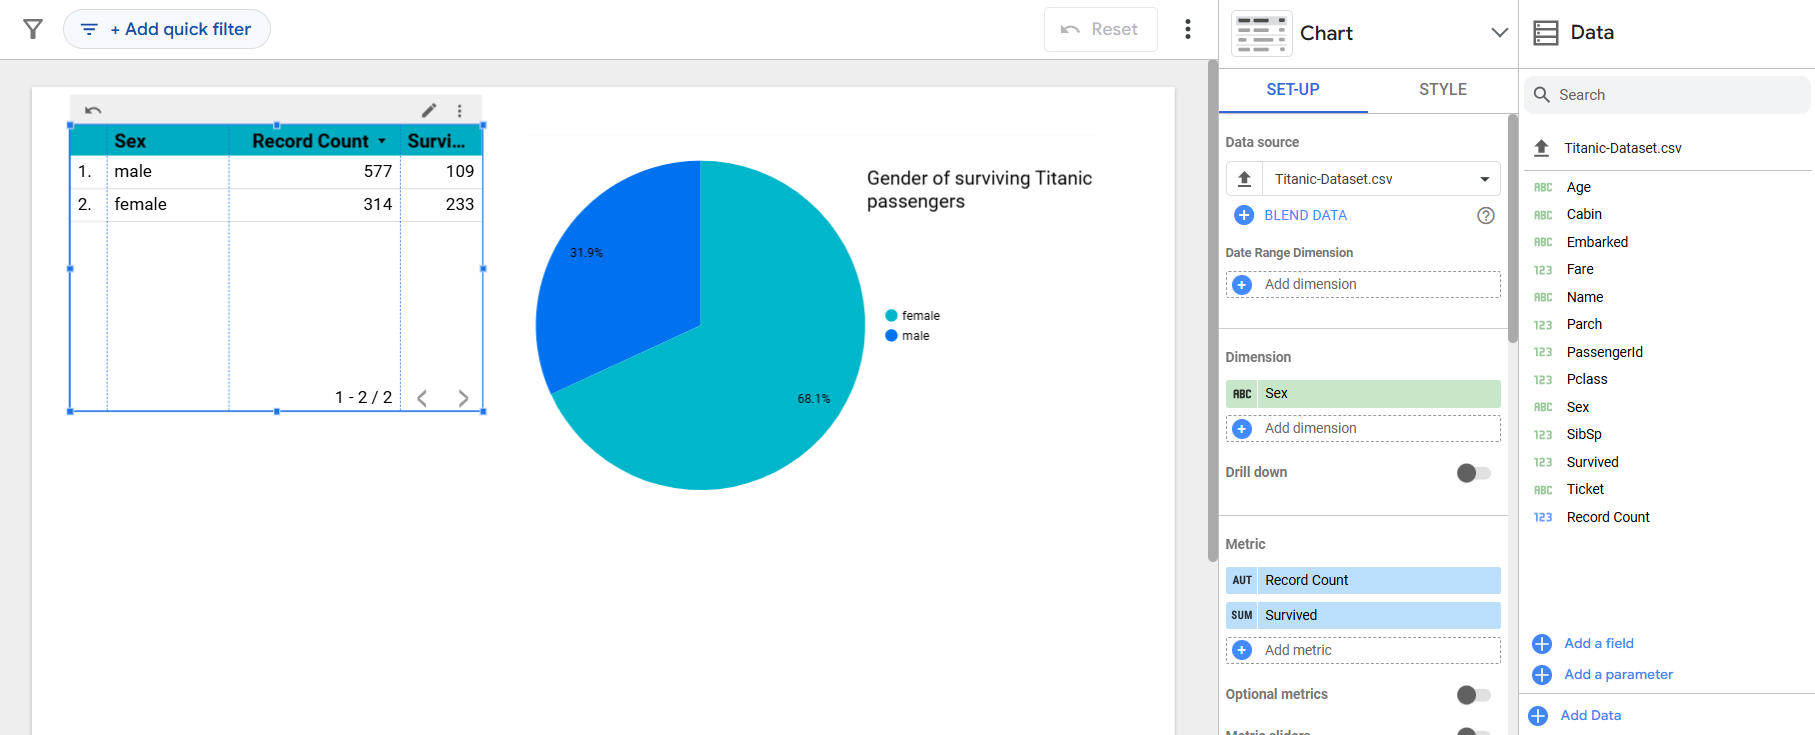 + Add quick filter
Reset
Sex Record Count Survi...
1. male 577 109
2. female 314 233
1 - 2 / 2
Gender of surviving Titanic
passengers
31.9%
68.1%
female
male
Chart
SET-UP STYLE
Data source
Titanic-Dataset.csv
BLEND DATA
Date Range Dimension
Add dimension
Dimension
ABC Sex
Add dimension
Drill down
Metric
AUT Record Count
SUM Survived
Add metric
Optional metrics
Metric sliders
Data
Search
Titanic-Dataset.csv
ABC Age
ABC Cabin
ABC Embarked
123 Fare
ABC Name
123 Parch
123 PassengerId
123 Pclass
ABC Sex
123 SibSp
123 Survived
ABC Ticket
123 Record Count
Add a field
Add a parameter
Add Data